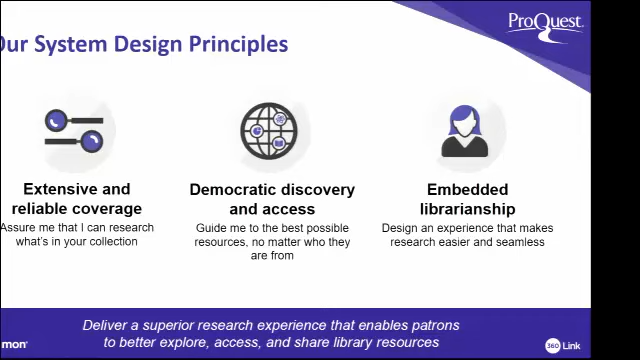 ProQuest
Our System Design Principles
Extensive and
reliable coverage
Assure me that I can research
what's in your collection
Democratic discovery
and access
Guide me to the best possible
resources, no matter who they
are from
Embedded
librarianship
Design an experience that makes
research easier and seamless
Deliver a superior research experience that enables patrons
to better explore, access, and share library resources
mon
360 Link